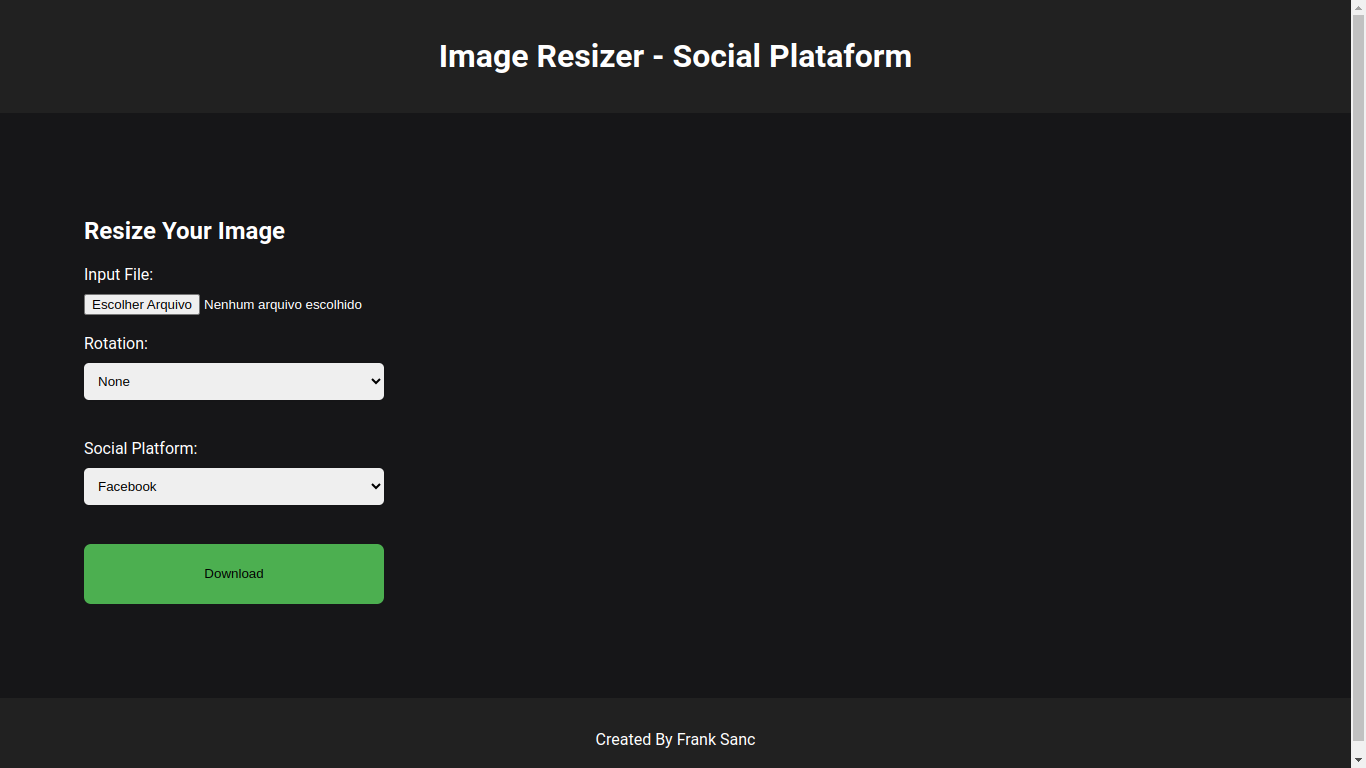 Image Resizer - Social Plataform
Resize Your Image
Input File:
Escolher Arquivo Nenhum arquivo escolhido
Rotation:
None
Social Platform:
Facebook
Download
Created By Frank Sanc